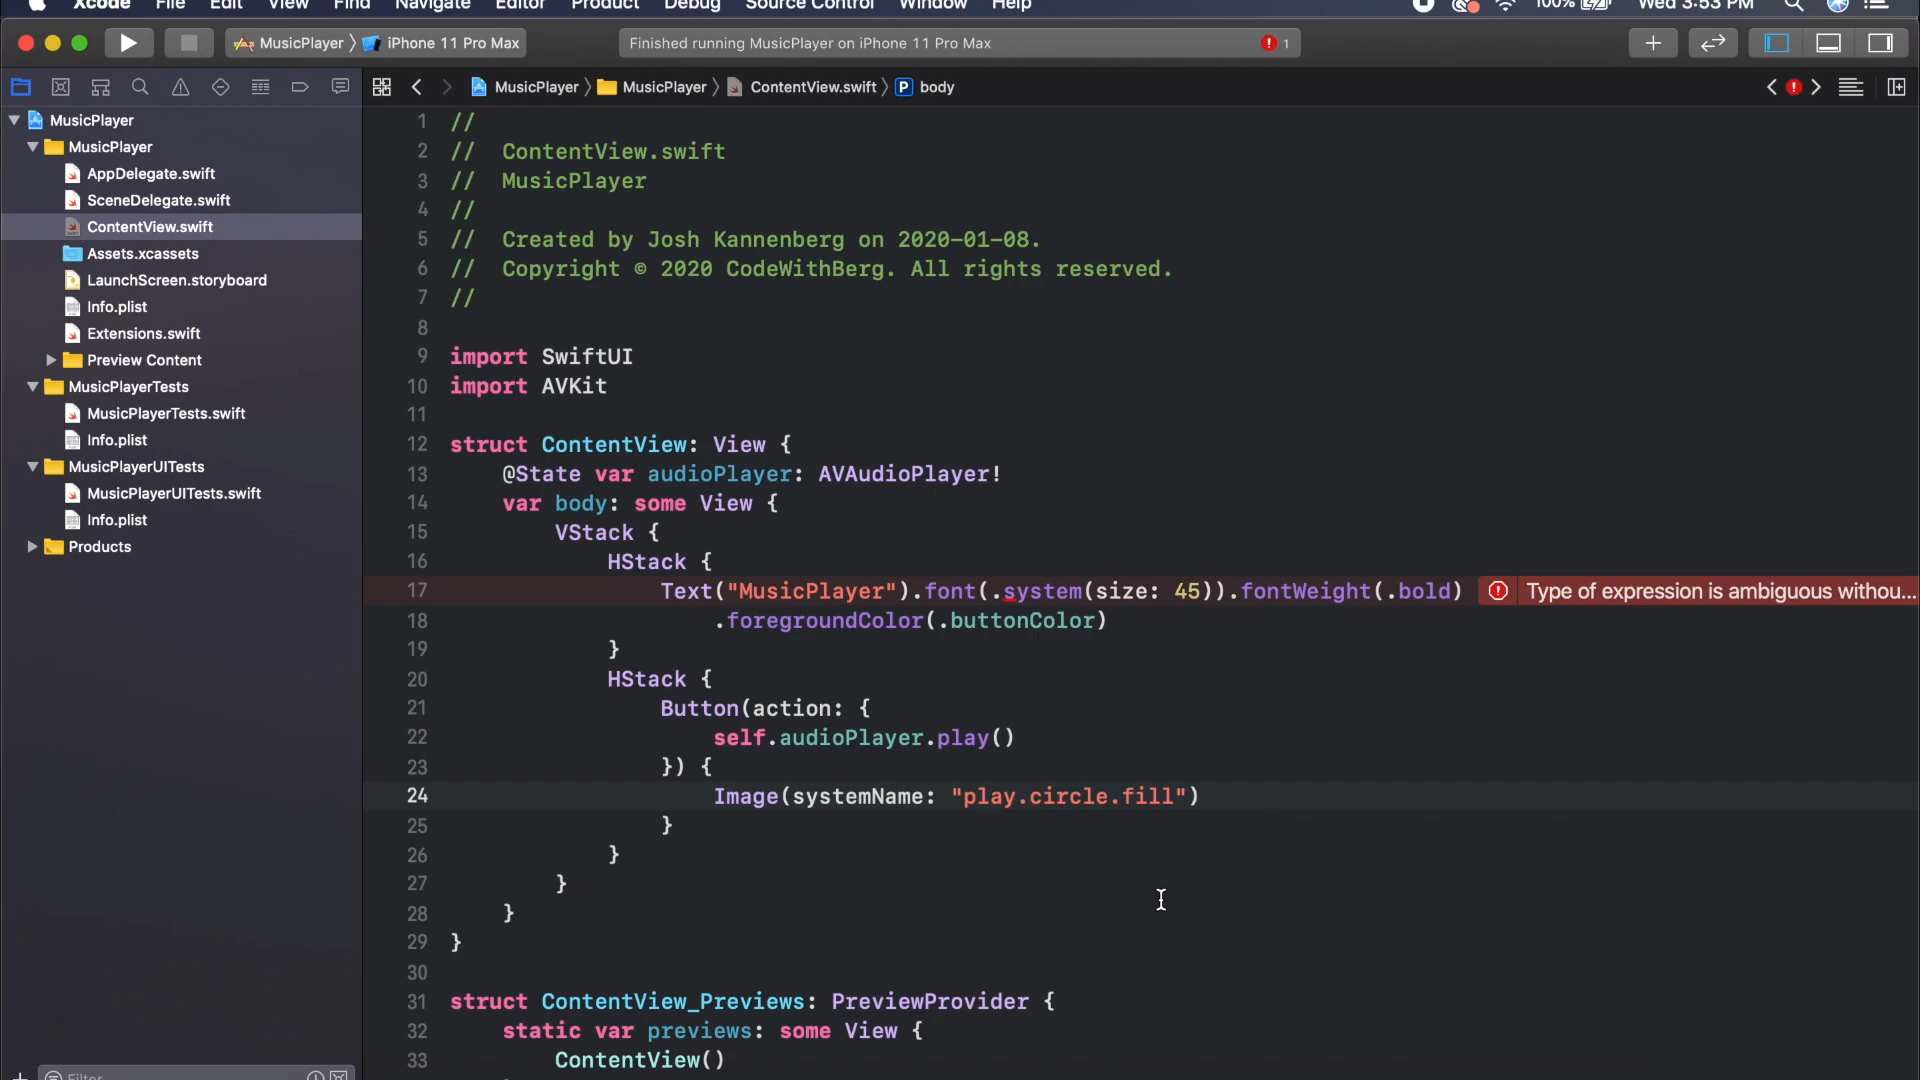 Xcode File Edit View Find Navigate Editor Product Debug Source Control Window Help 100% Wed 3:53 PM
MusicPlayer 〉 iPhone 11 Pro Max Finished running MusicPlayer on iPhone 11 Pro Max 1
MusicPlayer 〉 MusicPlayer 〉 ContentView.swift 〉 P body
MusicPlayer
MusicPlayer
AppDelegate.swift
SceneDelegate.swift
ContentView.swift
Assets.xcassets
LaunchScreen.storyboard
Info.plist
Extensions.swift
Preview Content
MusicPlayerTests
MusicPlayerTests.swift
Info.plist
MusicPlayerUITests
MusicPlayerUITests.swift
Info.plist
Products
Filter
1 //
2 // ContentView.swift
3 // MusicPlayer
4 //
5 // Created by Josh Kannenberg on 2020-01-08.
6 // Copyright © 2020 CodeWithBerg. All rights reserved.
7 //
8
9 import SwiftUI
10 import AVKit
11
12 struct ContentView: View {
13 @State var audioPlayer: AVAudioPlayer!
14 var body: some View {
15 VStack {
16 HStack {
17 Text("MusicPlayer").font(.system(size: 45)).fontWeight(.bold) Type of expression is ambiguous withou...
18 .foregroundColor(.buttonColor)
19 }
20 HStack {
21 Button(action: {
22 self.audioPlayer.play()
23 }) {
24 Image(systemName: "play.circle.fill")
25 }
26 }
27 }
28 }
29 }
30
31 struct ContentView_Previews: PreviewProvider {
32 static var previews: some View {
33 ContentView()